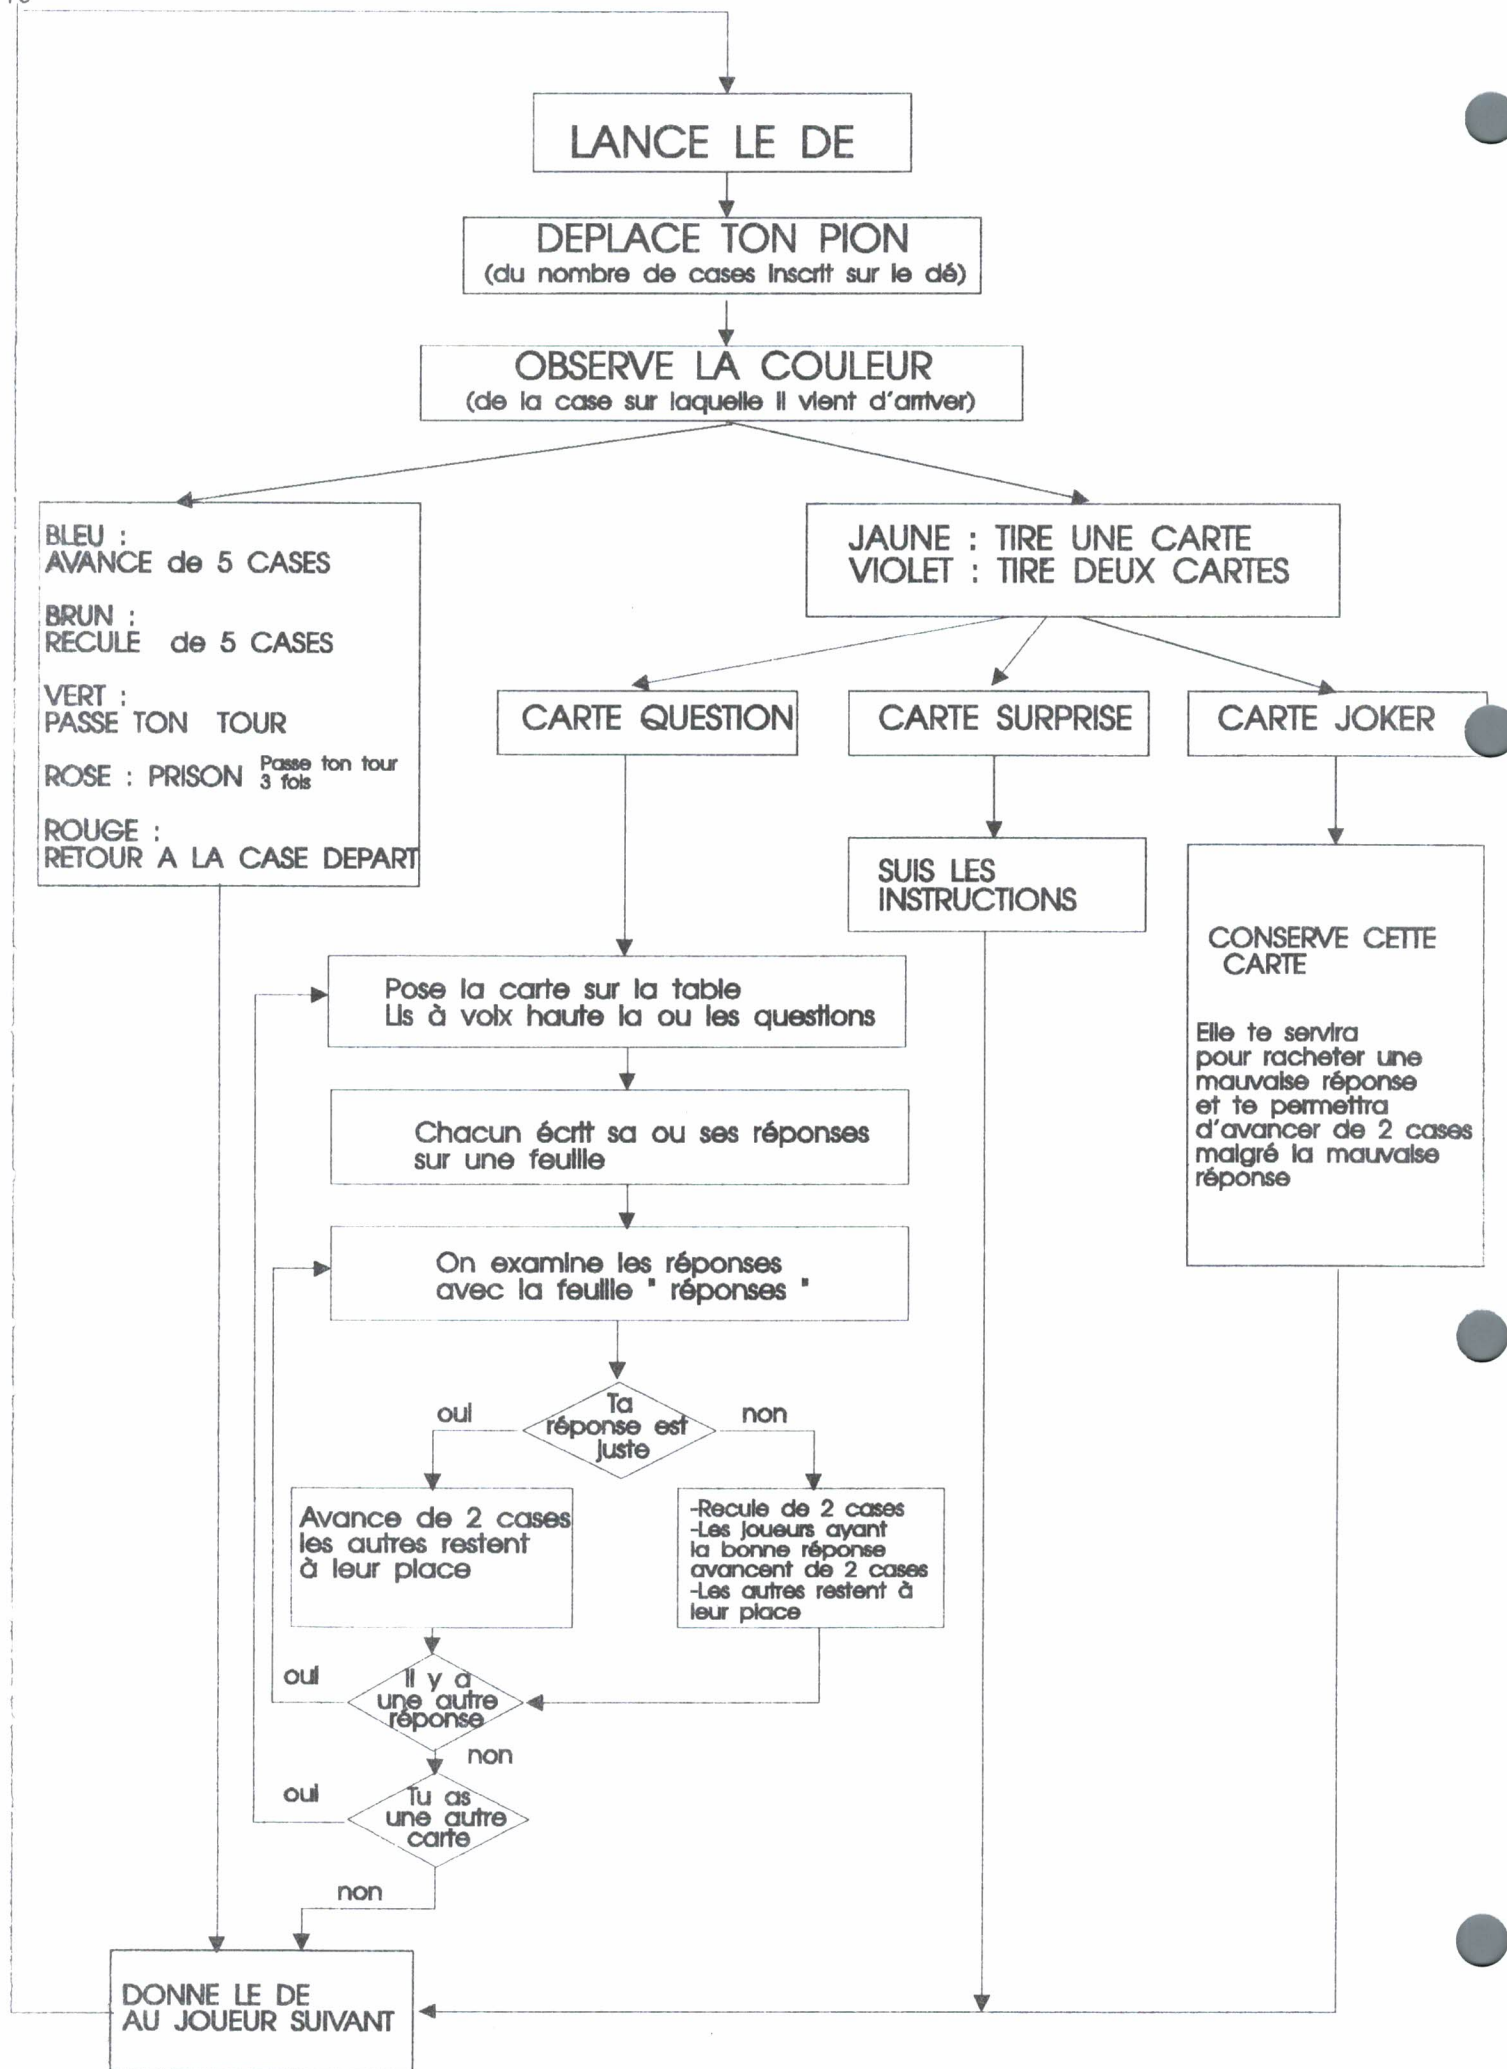 LANCE LE DE
DEPLACE TON PION
(du nombre de cases inscrit sur le dé)
OBSERVE LA COULEUR
(de la case sur laquelle il vient d'arriver)
BLEU :
AVANCE de 5 CASES
BRUN :
RECULE de 5 CASES
VERT :
PASSE TON TOUR
ROSE : PRISON Passe ton tour
3 fois
ROUGE :
RETOUR A LA CASE DEPART
JAUNE : TIRE UNE CARTE
VIOLET : TIRE DEUX CARTES
CARTE QUESTION
CARTE SURPRISE
CARTE JOKER
SUIS LES
INSTRUCTIONS
CONSERVE CETTE
CARTE
Elle te servira
pour racheter une
mauvaise réponse
et te permettra
d'avancer de 2 cases
malgré la mauvaise
réponse
Pose la carte sur la table
Lis à voix haute la ou les questions
Chacun écrit sa ou ses réponses
sur une feuille
On examine les réponses
avec la feuille " réponses "
Ta
réponse est
juste
oui
non
Avance de 2 cases
les autres restent
à leur place
-Recule de 2 cases
-Les joueurs ayant
la bonne réponse
avancent de 2 cases
-Les autres restent à
leur place
Il y a
une autre
réponse
oui
non
Tu as
une autre
carte
oui
non
DONNE LE DE
AU JOUEUR SUIVANT